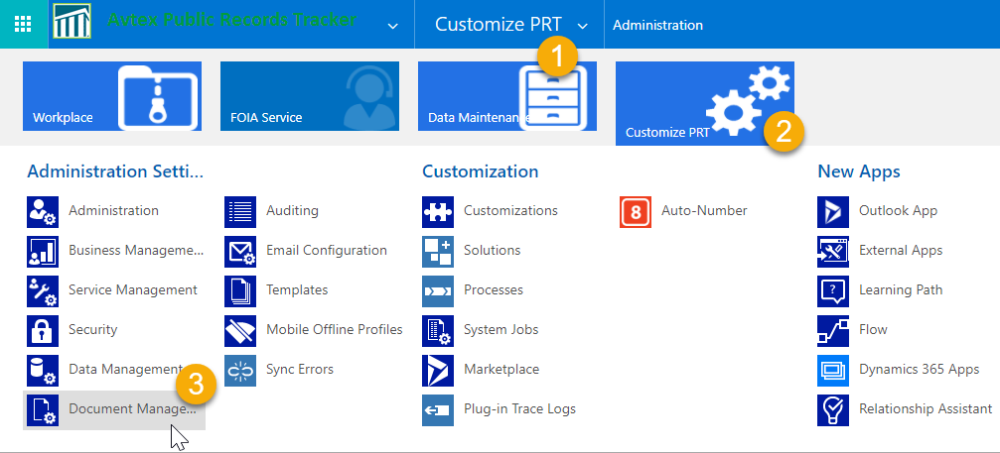 Avtex Public Records Tracker
Customize PRT
Administration
1
Workplace
FOIA Service
Data Maintenance
Customize PRT
2
Administration Setti...
Customization
New Apps
Administration
Auditing
Customizations
8
Auto-Number
Outlook App
Business Manageme...
Email Configuration
Solutions
External Apps
Service Management
Templates
Processes
Learning Path
Security
Mobile Offline Profiles
System Jobs
Flow
Data Management
3
Sync Errors
Marketplace
Dynamics 365 Apps
Document Manage...
Plug-in Trace Logs
Relationship Assistant